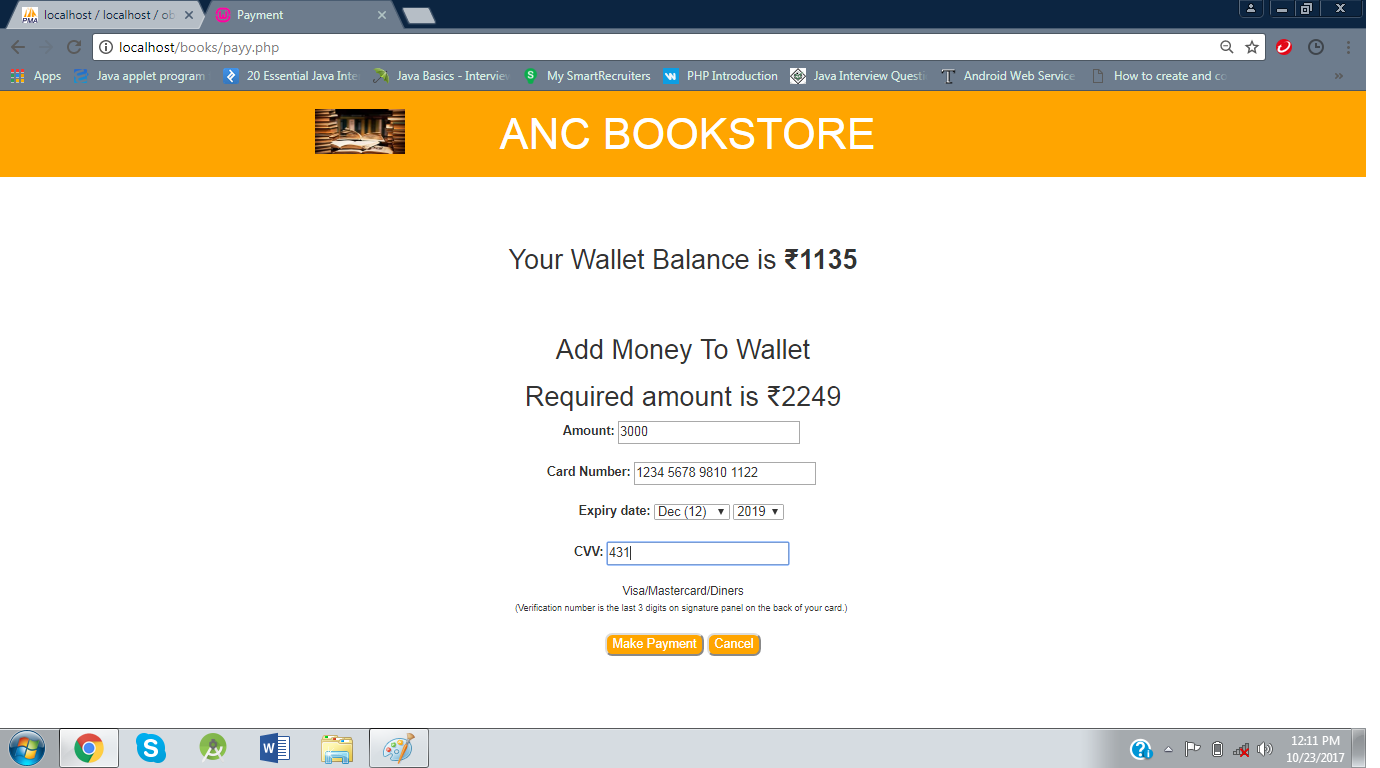 localhost / localhost / ob
Payment
localhost/books/payy.php
Apps Java applet program 20 Essential Java Inte Java Basics - Interview My SmartRecruiters PHP Introduction Java Interview Questi Android Web Service How to create and co
ANC BOOKSTORE
Your Wallet Balance is ₹1135
Add Money To Wallet
Required amount is ₹2249
Amount: 3000
Card Number: 1234 5678 9810 1122
Expiry date: Dec (12) 2019
CVV: 431
Visa/Mastercard/Diners
(Verification number is the last 3 digits on signature panel on the back of your card.)
Make Payment Cancel
12:11 PM
10/23/2017